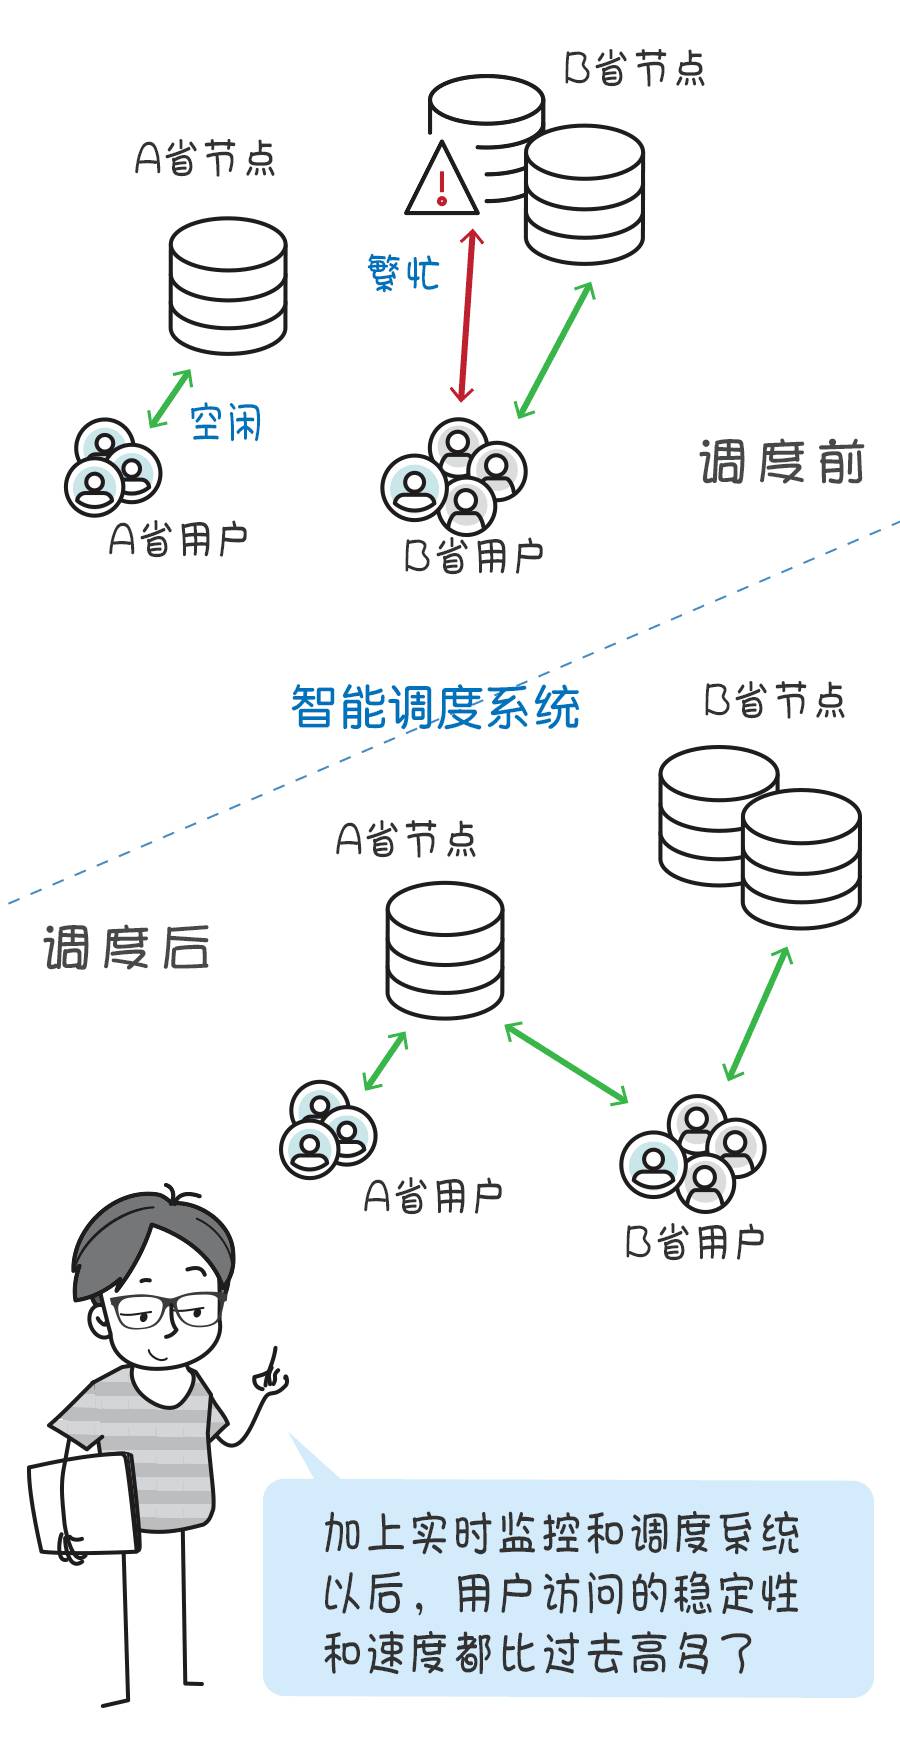 B省节点
A省节点
繁忙
空闲
调度前
A省用户
B省用户
智能调度系统
B省节点
A省节点
调度后
A省用户
B省用户
加上实时监控和调度系统
以后，用户访问的稳定性
和速度都比过去高多了